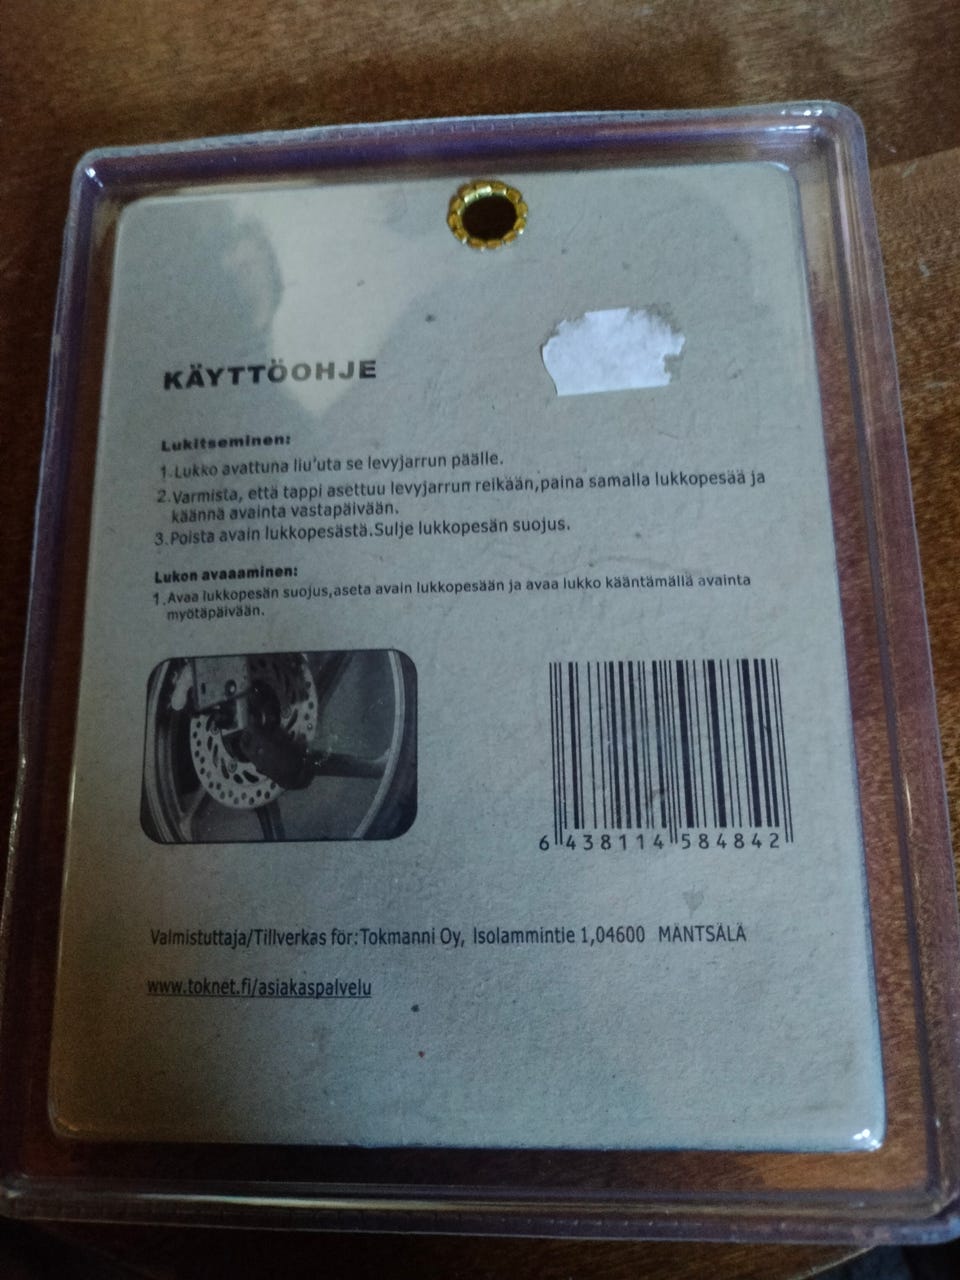 KÄYTTÖOHJE
Lukitseminen:
1.Lukko avattuna liu'uta se levyjarrun päälle.
2.Varmista, että tappi asettuu levyjarrun reikään,paina samalla lukkopesää ja
käännä avainta vastapäivään.
3.Poista avain lukkopesästä.Sulje lukkopesän suojus.
Lukon avaaaminen:
1.Avaa lukkopesän suojus,aseta avain lukkopesään ja avaa lukko kääntämällä avainta
myötäpäivään.
6 438114 584842
Valmistuttaja/Tillverkas för:Tokmanni Oy, Isolammintie 1,04600 MÄNTSÄLÄ
www.toknet.fi/asiakaspalvelu